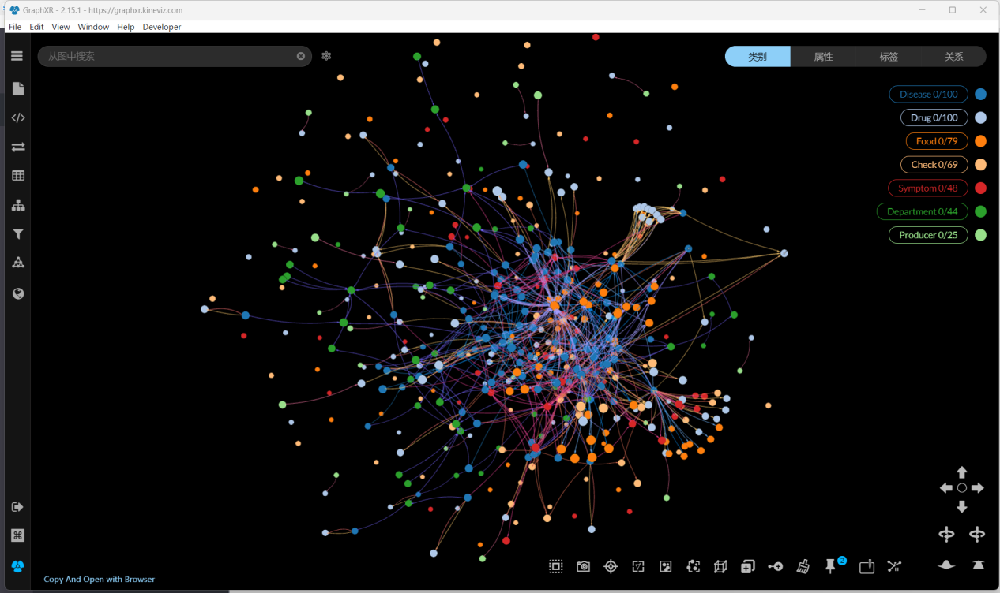 GraphXR - 2.15.1 - https://graphxr.kineviz.com
File Edit View Window Help Developer
从图中搜索
类别 属性 标签 关系
Disease 0/100
Drug 0/100
Food 0/79
Check 0/69
Symptom 0/48
Department 0/44
Producer 0/25
2
Copy And Open with Browser